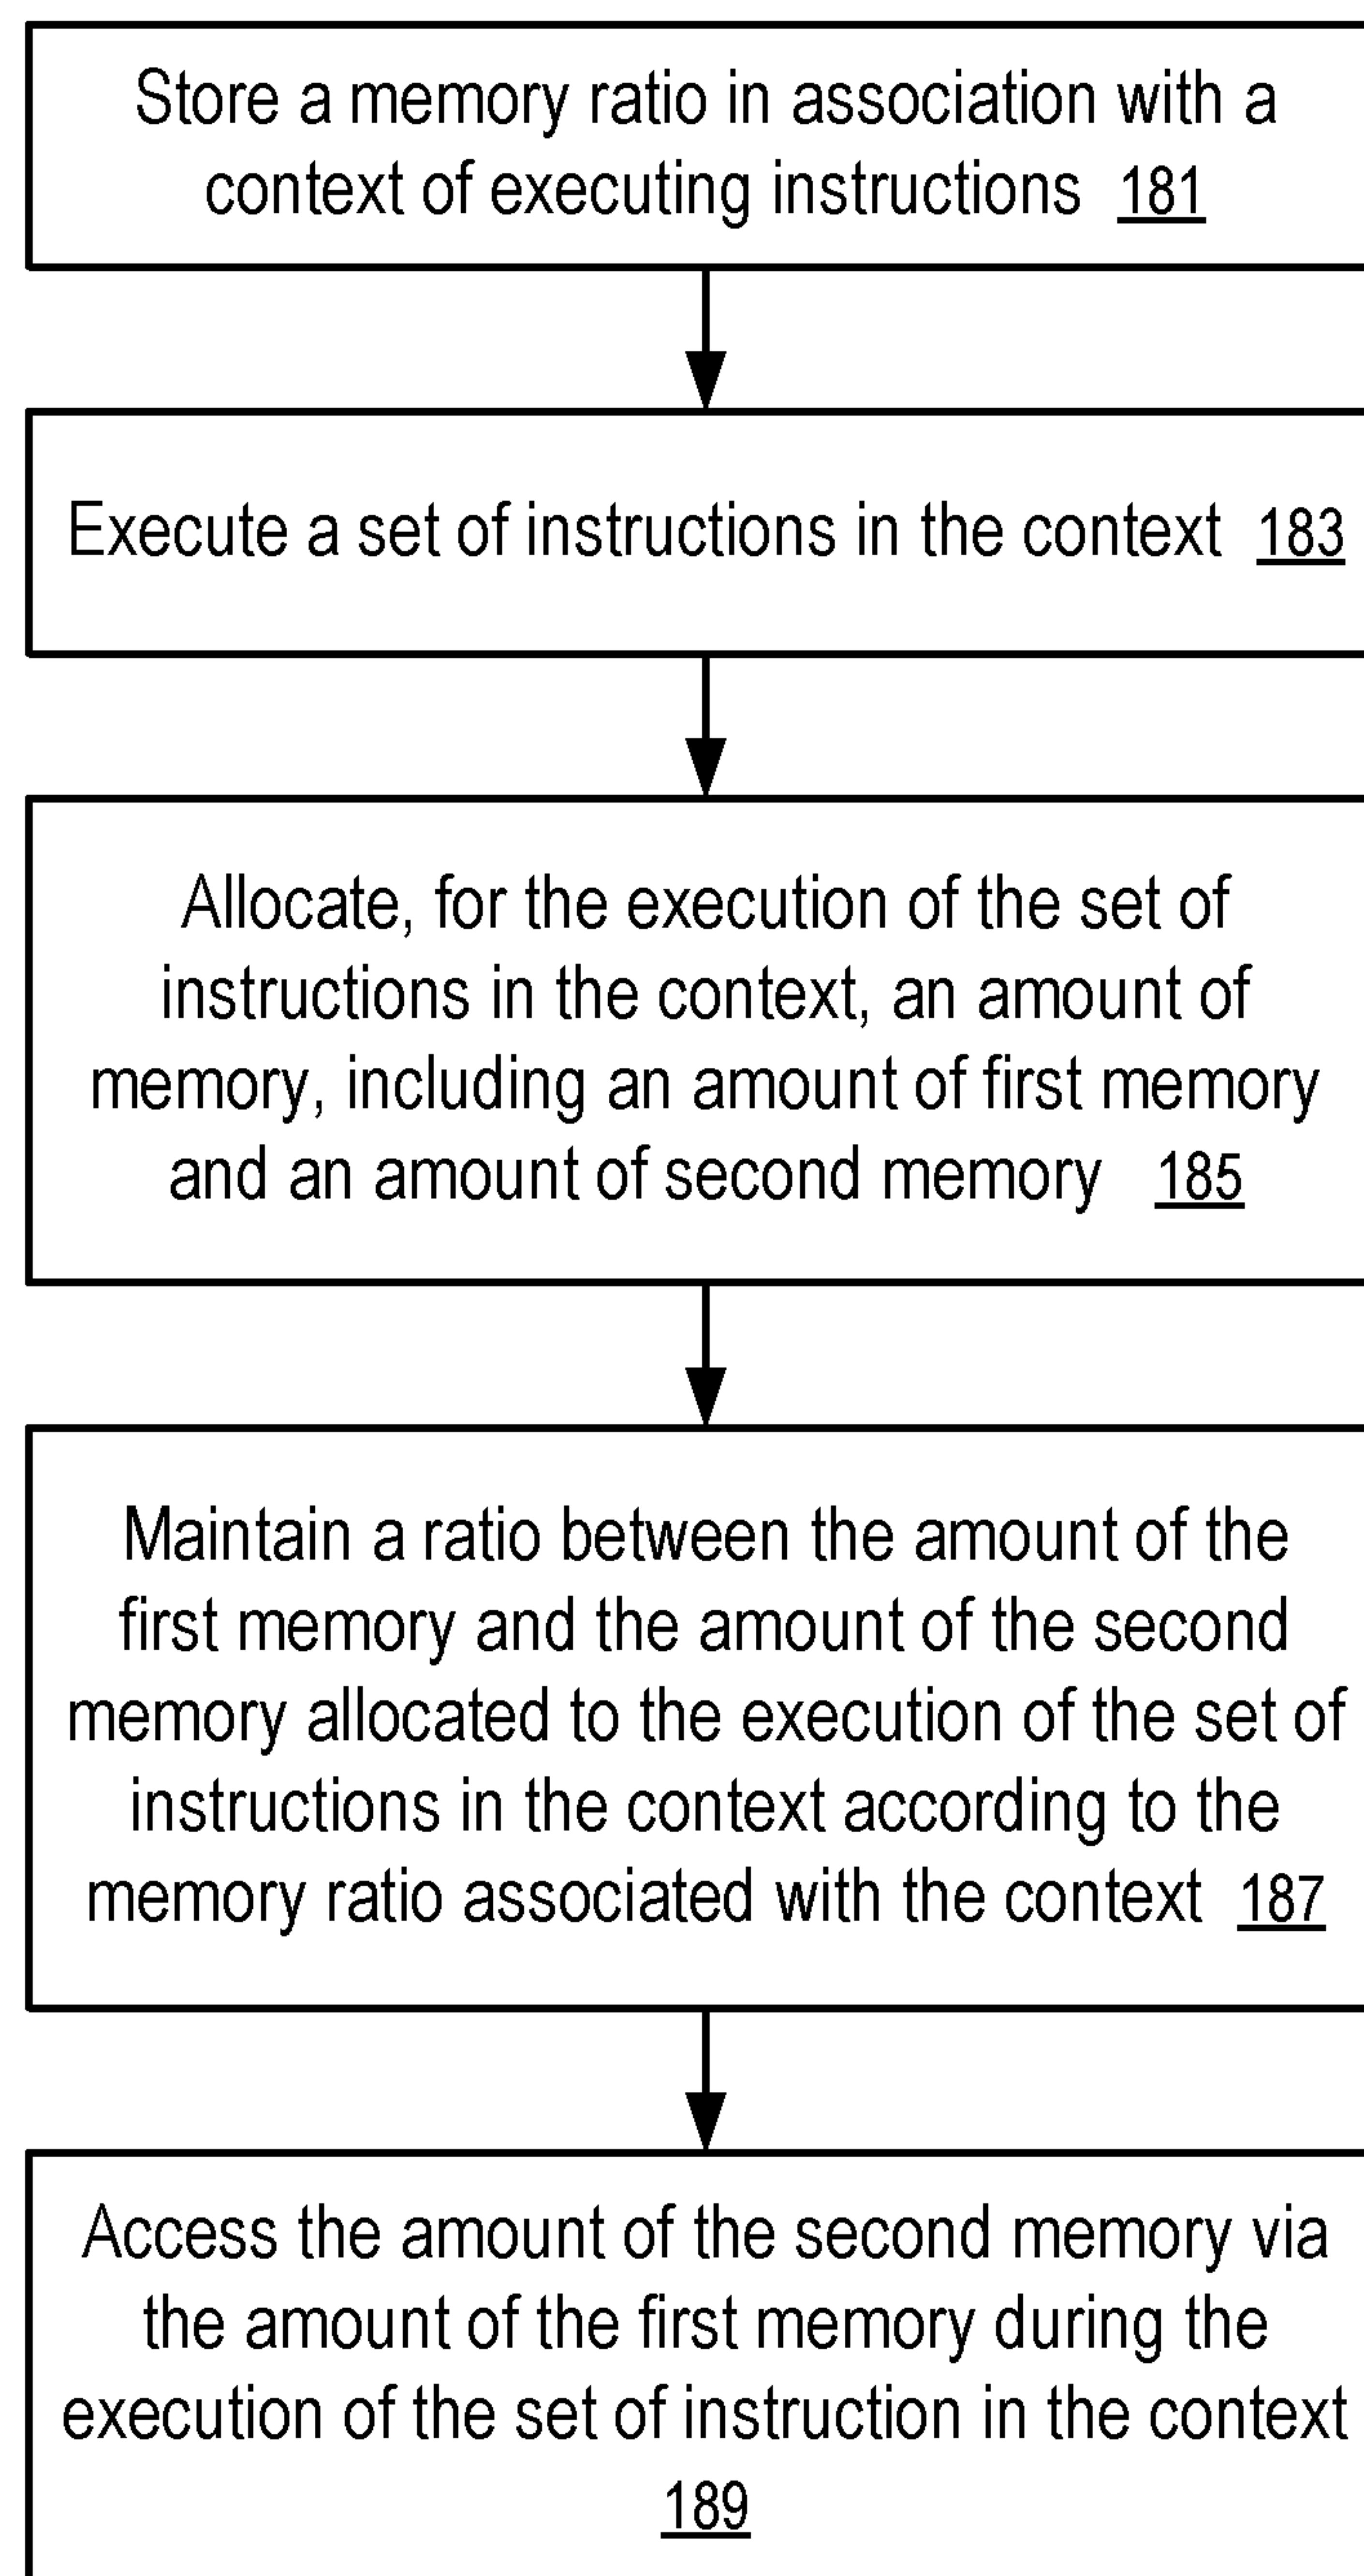 Store a memory ratio in association with a
context of executing instructions 181
Execute a set of instructions in the context 183
Allocate, for the execution of the set of
instructions in the context, an amount of
memory, including an amount of first memory
and an amount of second memory 185
Maintain a ratio between the amount of the
first memory and the amount of the second
memory allocated to the execution of the set of
instructions in the context according to the
memory ratio associated with the context 187
Access the amount of the second memory via
the amount of the first memory during the
execution of the set of instruction in the context
189